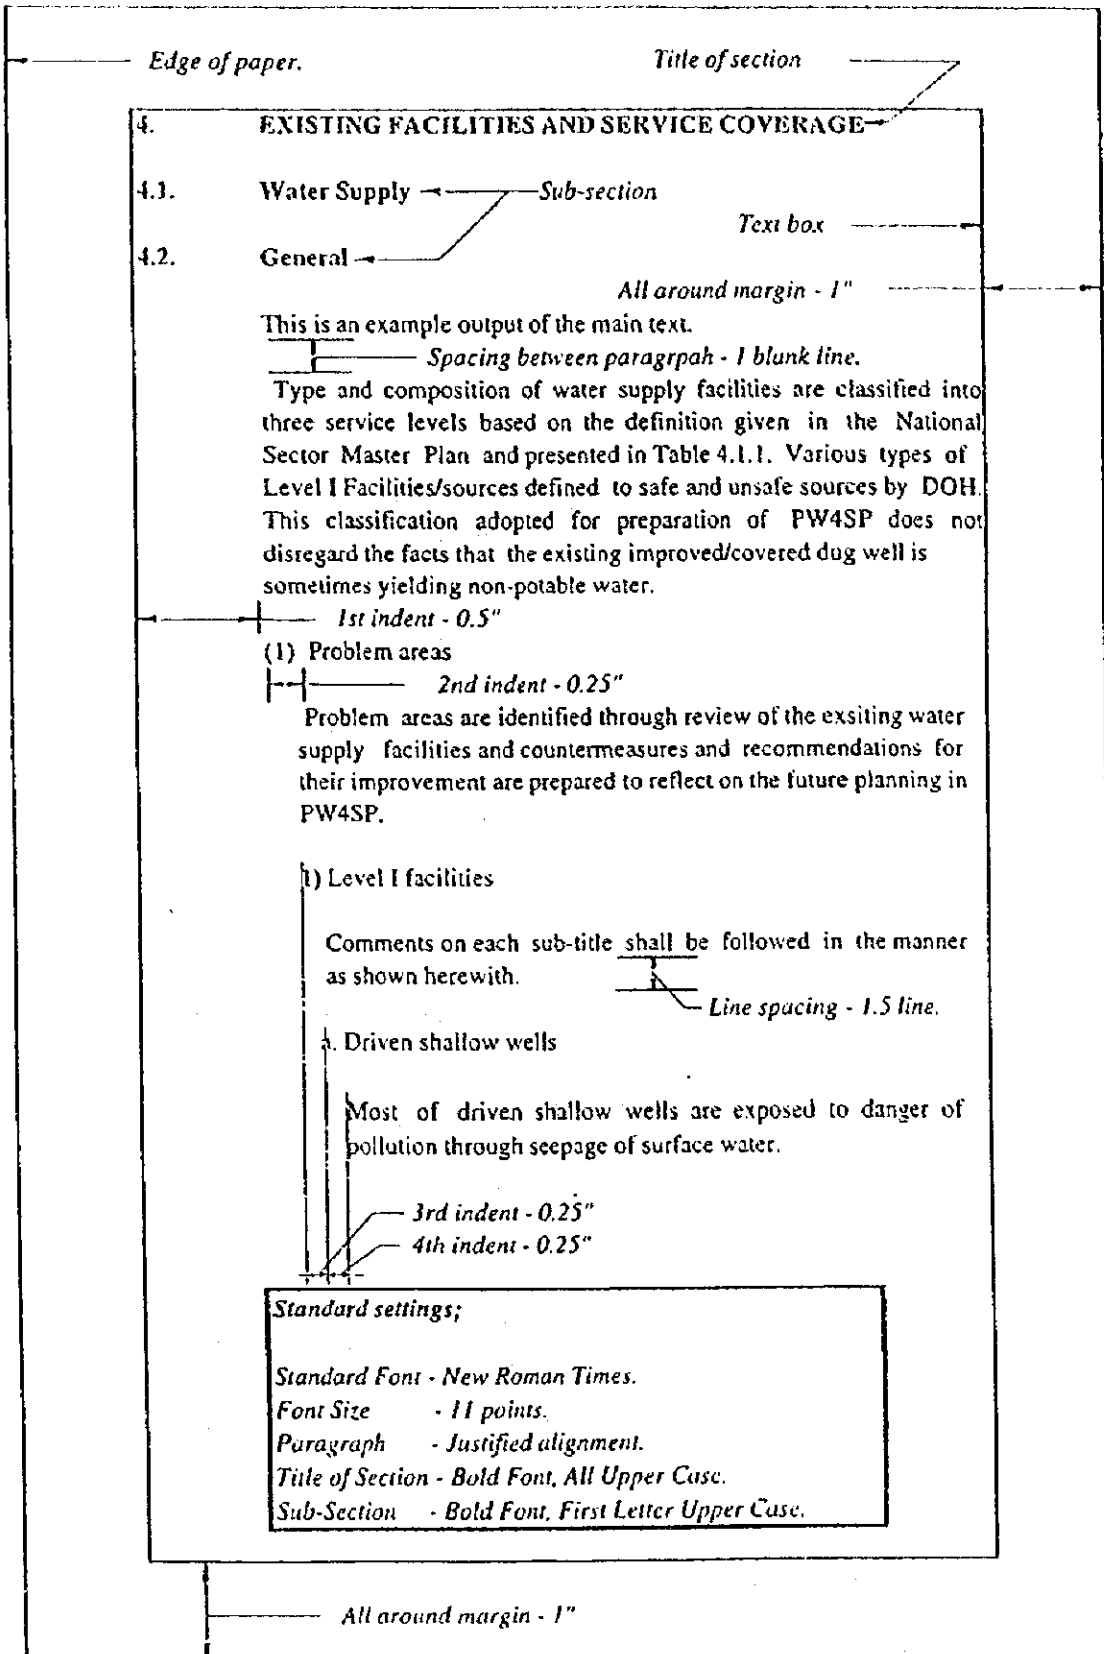 Edge of paper.
Title of section
4. EXISTING FACILITIES AND SERVICE COVERAGE
4.1. Water Supply
Sub-section
Text box
4.2. General
All around margin - 1"
This is an example output of the main text.
Spacing between paragrpah - 1 blunk line.
Type and composition of water supply facilities are classified into
three service levels based on the definition given in the National
Sector Master Plan and presented in Table 4.1.1. Various types of
Level I Facilities/sources defined to safe and unsafe sources by DOH.
This classification adopted for preparation of PW4SP does not
disregard the facts that the existing improved/covered dug well is
sometimes yielding non-potable water.
1st indent - 0.5"
(1) Problem areas
2nd indent - 0.25"
Problem areas are identified through review of the exsiting water
supply facilities and countermeasures and recommendations for
their improvement are prepared to reflect on the future planning in
PW4SP.
1) Level I facilities
Comments on each sub-title shall be followed in the manner
as shown herewith.
Line spacing - 1.5 line.
a. Driven shallow wells
Most of driven shallow wells are exposed to danger of
pollution through seepage of surface water.
3rd indent - 0.25"
4th indent - 0.25"
Standard settings;
Standard Font - New Roman Times.
Font Size - 11 points.
Paragraph - Justified alignment.
Title of Section - Bold Font, All Upper Case.
Sub-Section - Bold Font, First Letter Upper Case.
All around margin - 1"